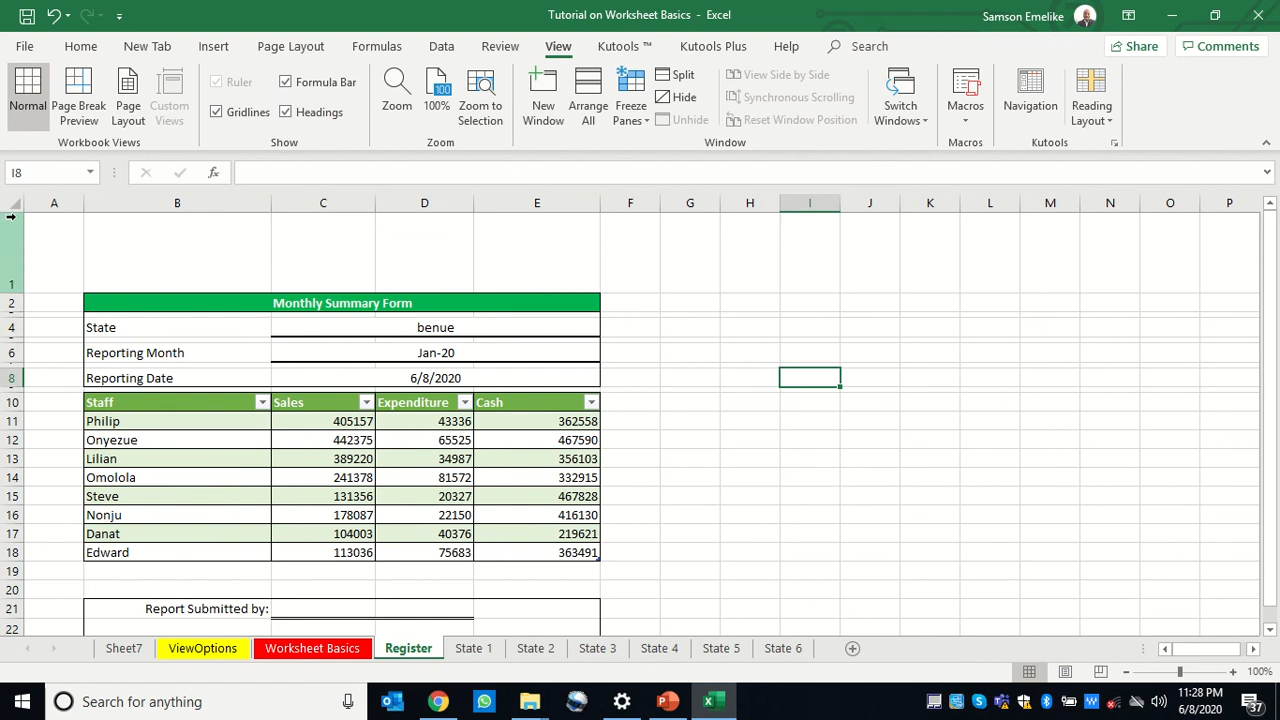 Tutorial on Worksheet Basics - Excel
Samson Emelike
File Home New Tab Insert Page Layout Formulas Data Review View Kutools ™ Kutools Plus Help Search Share Comments
Normal
Page Break Preview
Page Layout
Custom Views
Workbook Views
Ruler
Formula Bar
Gridlines
Headings
Show
Zoom
100
100%
Zoom to Selection
Zoom
New Window
Arrange All
Freeze Panes
Split
Hide
Unhide
View Side by Side
Synchronous Scrolling
Reset Window Position
Switch Windows
Window
Macros
Macros
Navigation
Reading Layout
Kutools
I8
fx
A B C D E F G H I J K L M N O P
1
2 Monthly Summary Form
4 State benue
6 Reporting Month Jan-20
8 Reporting Date 6/8/2020
10 Staff Sales Expenditure Cash
11 Philip 405157 43336 362558
12 Onyezue 442375 65525 467590
13 Lilian 389220 34987 356103
14 Omolola 241378 81572 332915
15 Steve 131356 20327 467828
16 Nonju 178087 22150 416130
17 Danat 104003 40376 219621
18 Edward 113036 75683 363491
19
20
21 Report Submitted by:
22
Sheet7 ViewOptions Worksheet Basics Register State 1 State 2 State 3 State 4 State 5 State 6
100%
Search for anything
11:28 PM
6/8/2020
37